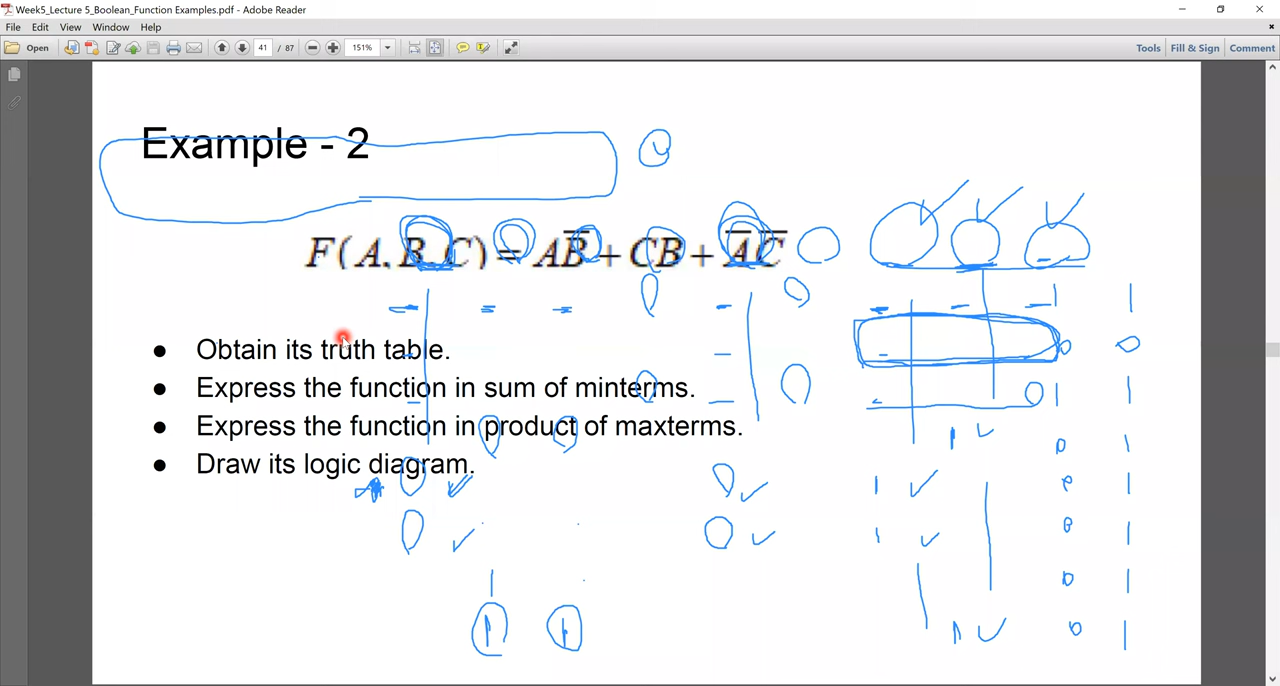 Week5_Lecture 5_Boolean_Function Examples.pdf - Adobe Reader
File Edit View Window Help
Open 41 / 87 151% Tools Fill & Sign Comment
Example - 2
F(A, B, C) = AB̅ + CB + A̅C̅
● Obtain its truth table.
● Express the function in sum of minterms.
● Express the function in product of maxterms.
● Draw its logic diagram.